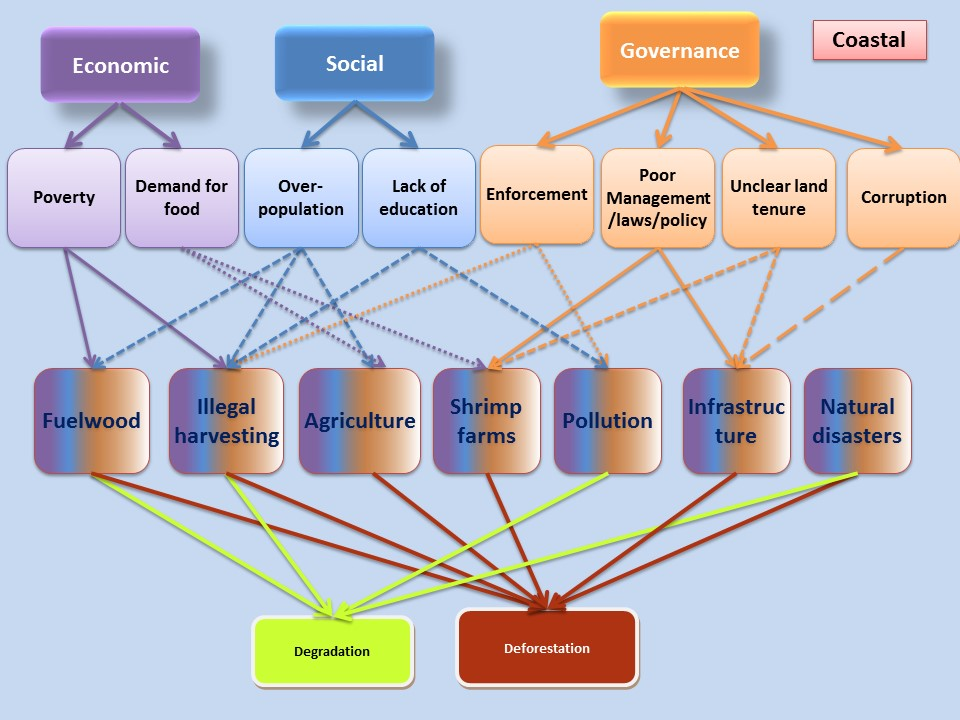 Economic
Social
Governance
Coastal
Poverty
Demand for
food
Over-
population
Lack of
education
Enforcement
Poor
Management
/laws/policy
Unclear land
tenure
Corruption
Fuelwood
Illegal
harvesting
Agriculture
Shrimp
farms
Pollution
Infrastruc
ture
Natural
disasters
Degradation
Deforestation